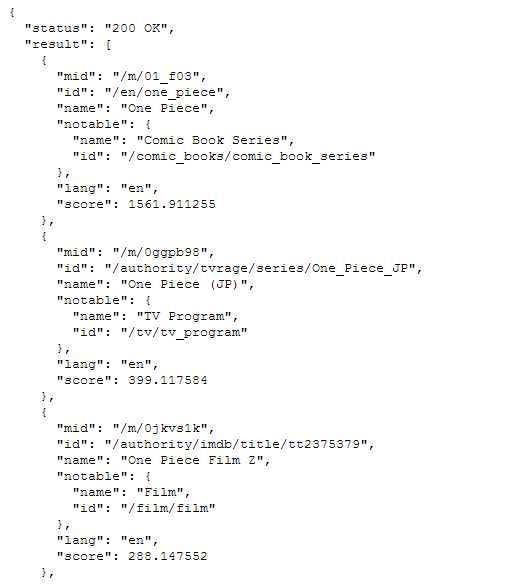 {
  "status": "200 OK",
  "result": [
    {
      "mid": "/m/01_f03",
      "id": "/en/one_piece",
      "name": "One Piece",
      "notable": {
        "name": "Comic Book Series",
        "id": "/comic_books/comic_book_series"
      },
      "lang": "en",
      "score": 1561.911255
    },
    {
      "mid": "/m/0ggpb98",
      "id": "/authority/tvrage/series/One_Piece_JP",
      "name": "One Piece (JP)",
      "notable": {
        "name": "TV Program",
        "id": "/tv/tv_program"
      },
      "lang": "en",
      "score": 399.117584
    },
    {
      "mid": "/m/0jkvs1k",
      "id": "/authority/imdb/title/tt2375379",
      "name": "One Piece Film Z",
      "notable": {
        "name": "Film",
        "id": "/film/film"
      },
      "lang": "en",
      "score": 288.147552
    },